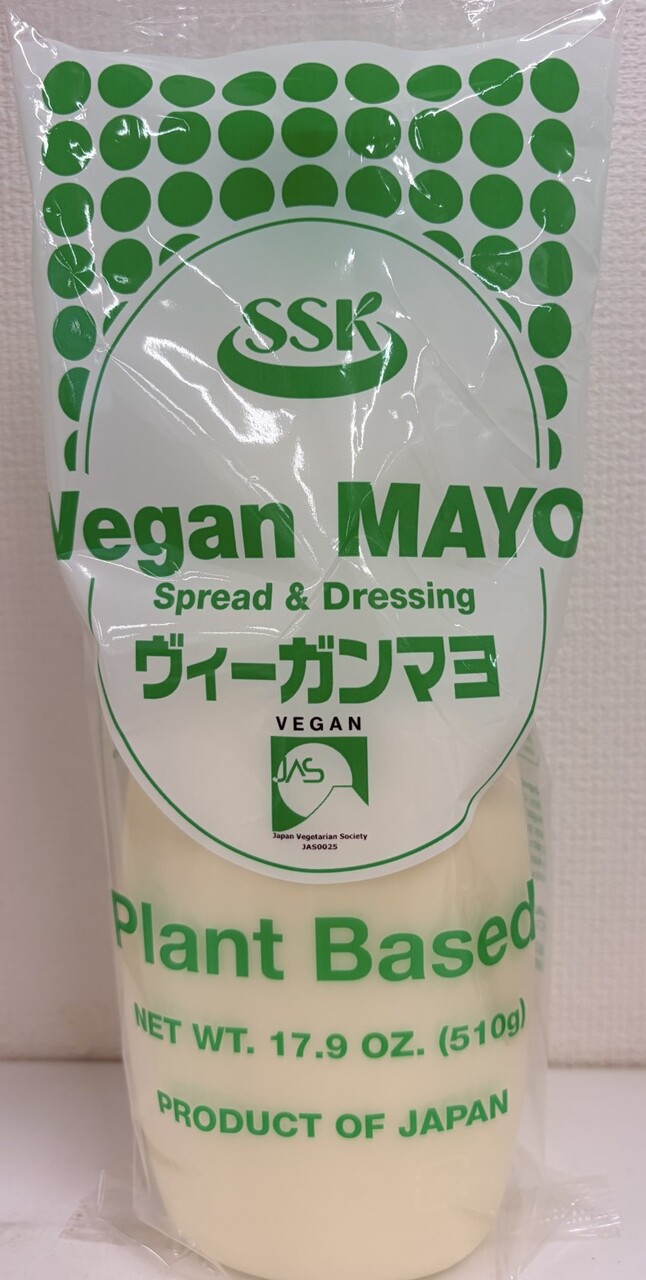 SSK
Vegan MAYO
Spread & Dressing
ヴィーガンマヨ
VEGAN
JAS
Japan Vegetarian Society
JAS0025
Plant Based
NET WT. 17.9 OZ. (510g)
PRODUCT OF JAPAN